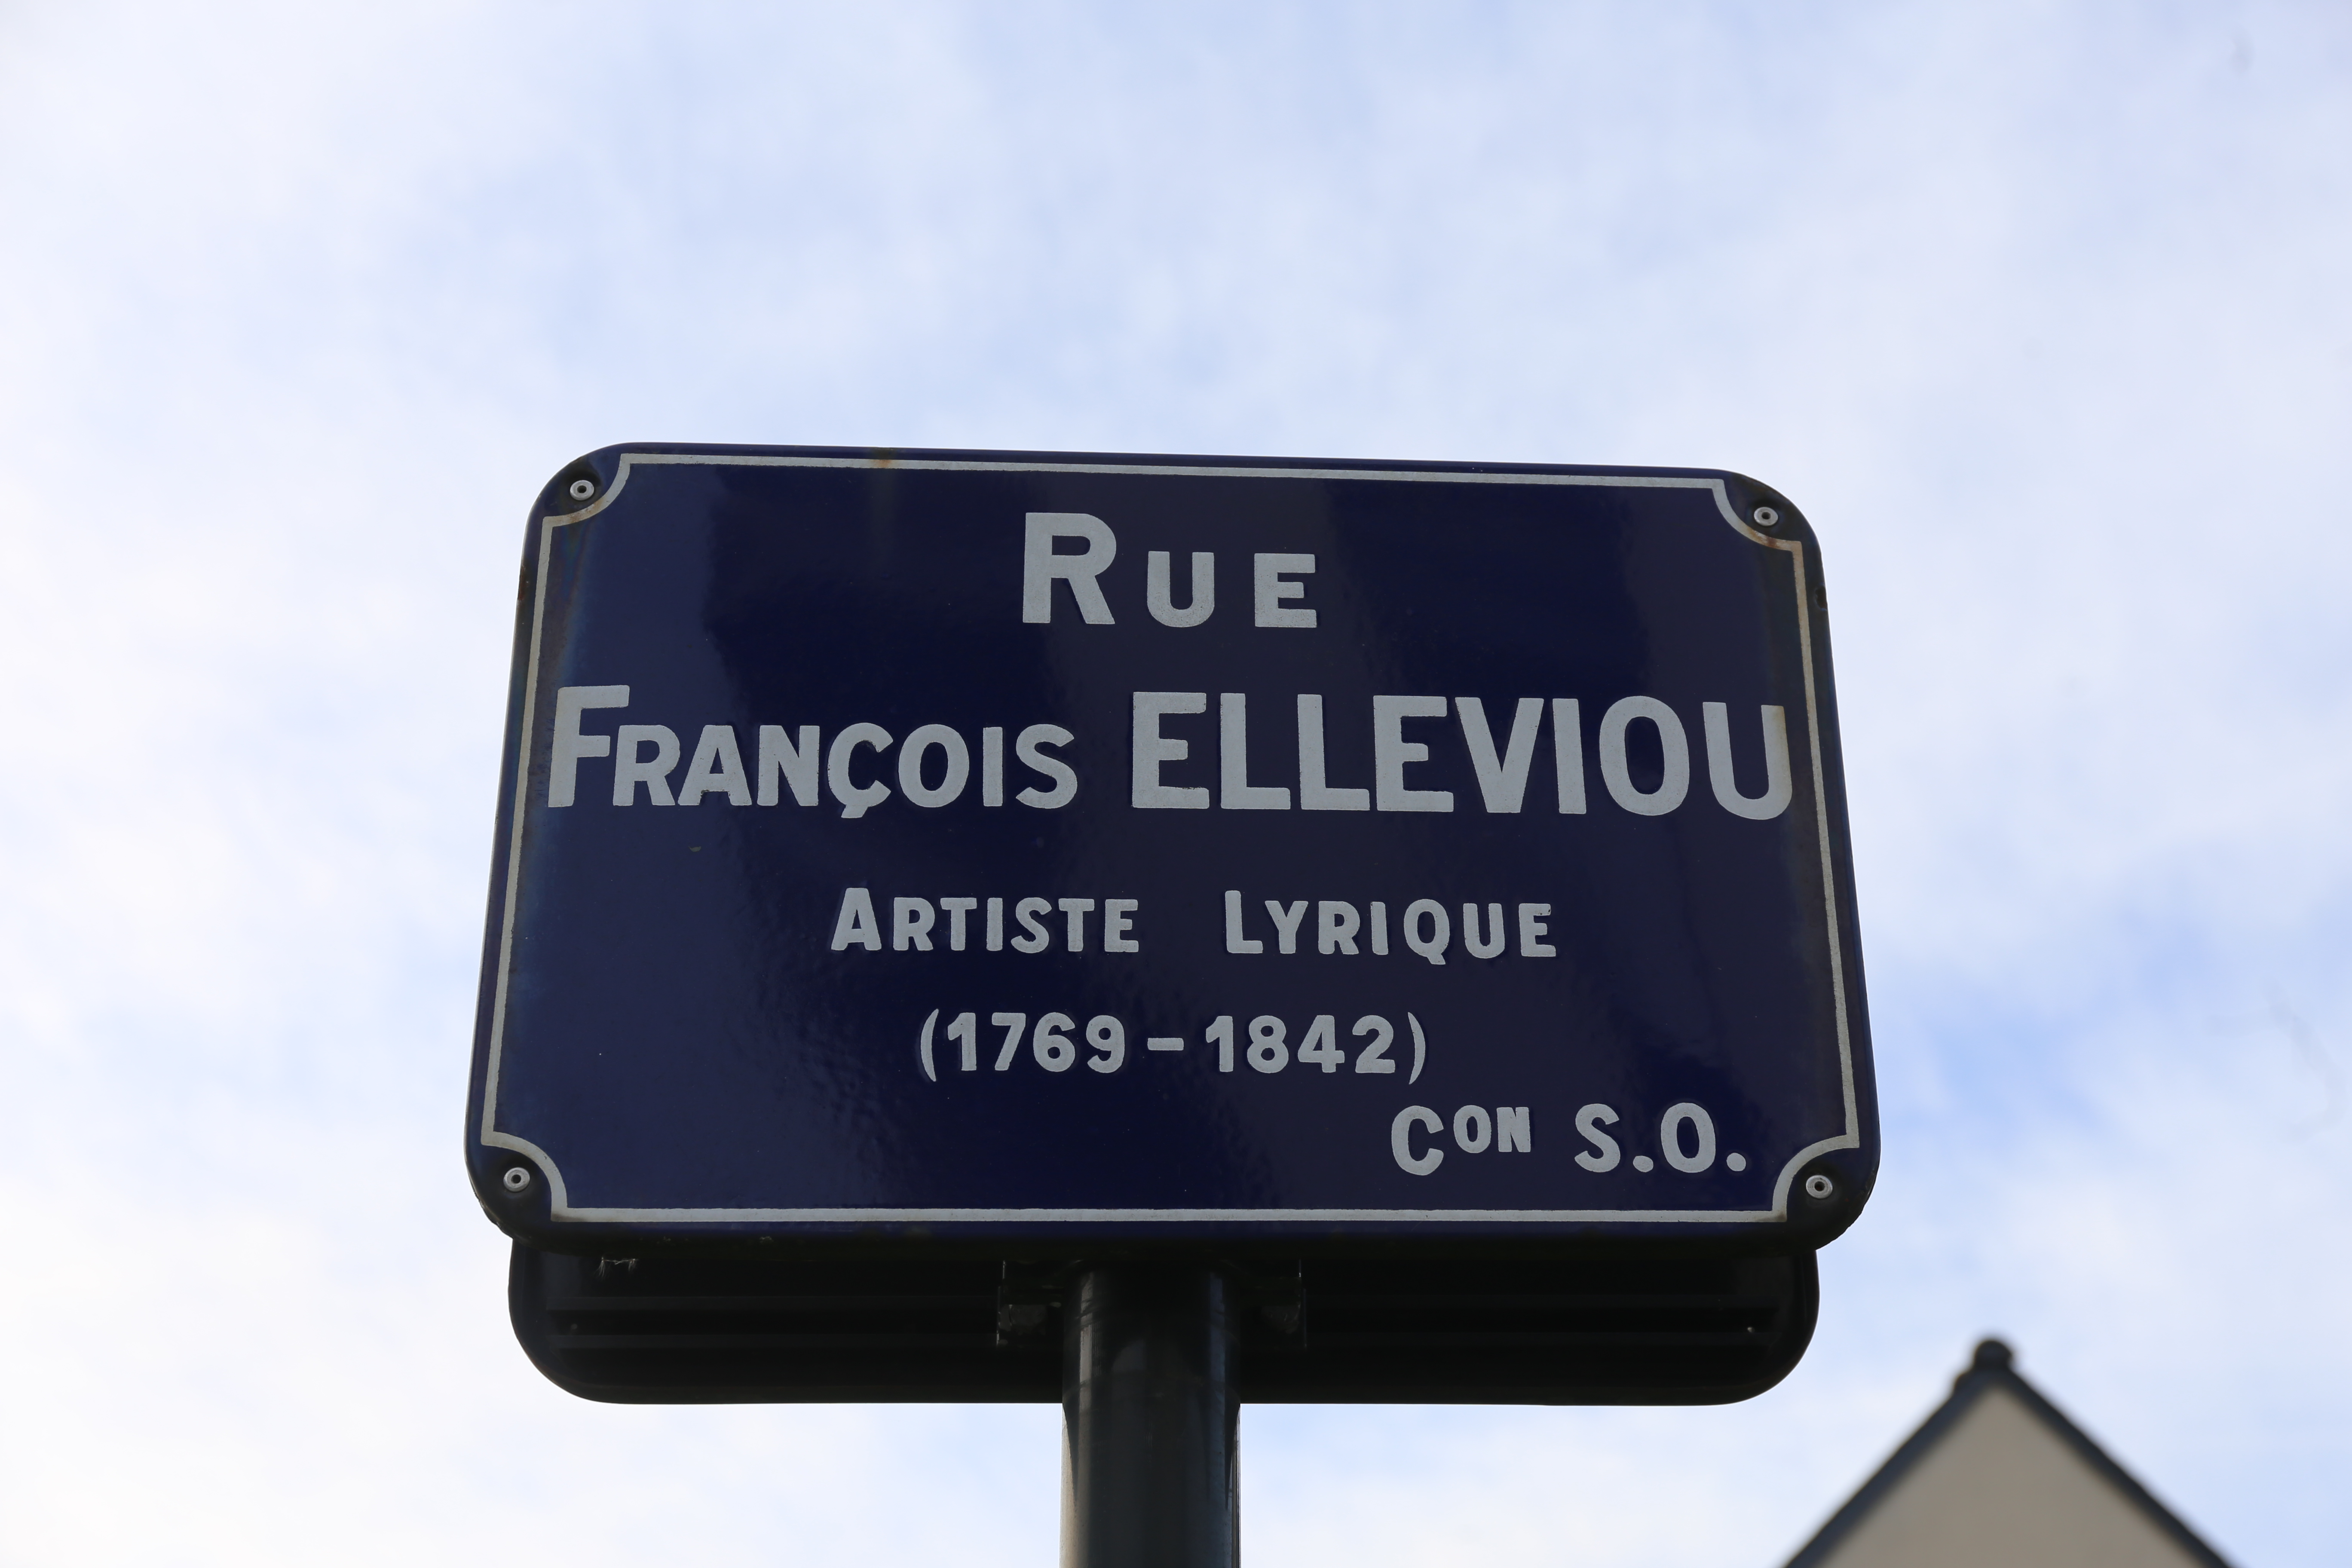 RUE
FRANÇOIS ELLEVIOU
ARTISTE LYRIQUE
(1769-1842)
CON S.O.